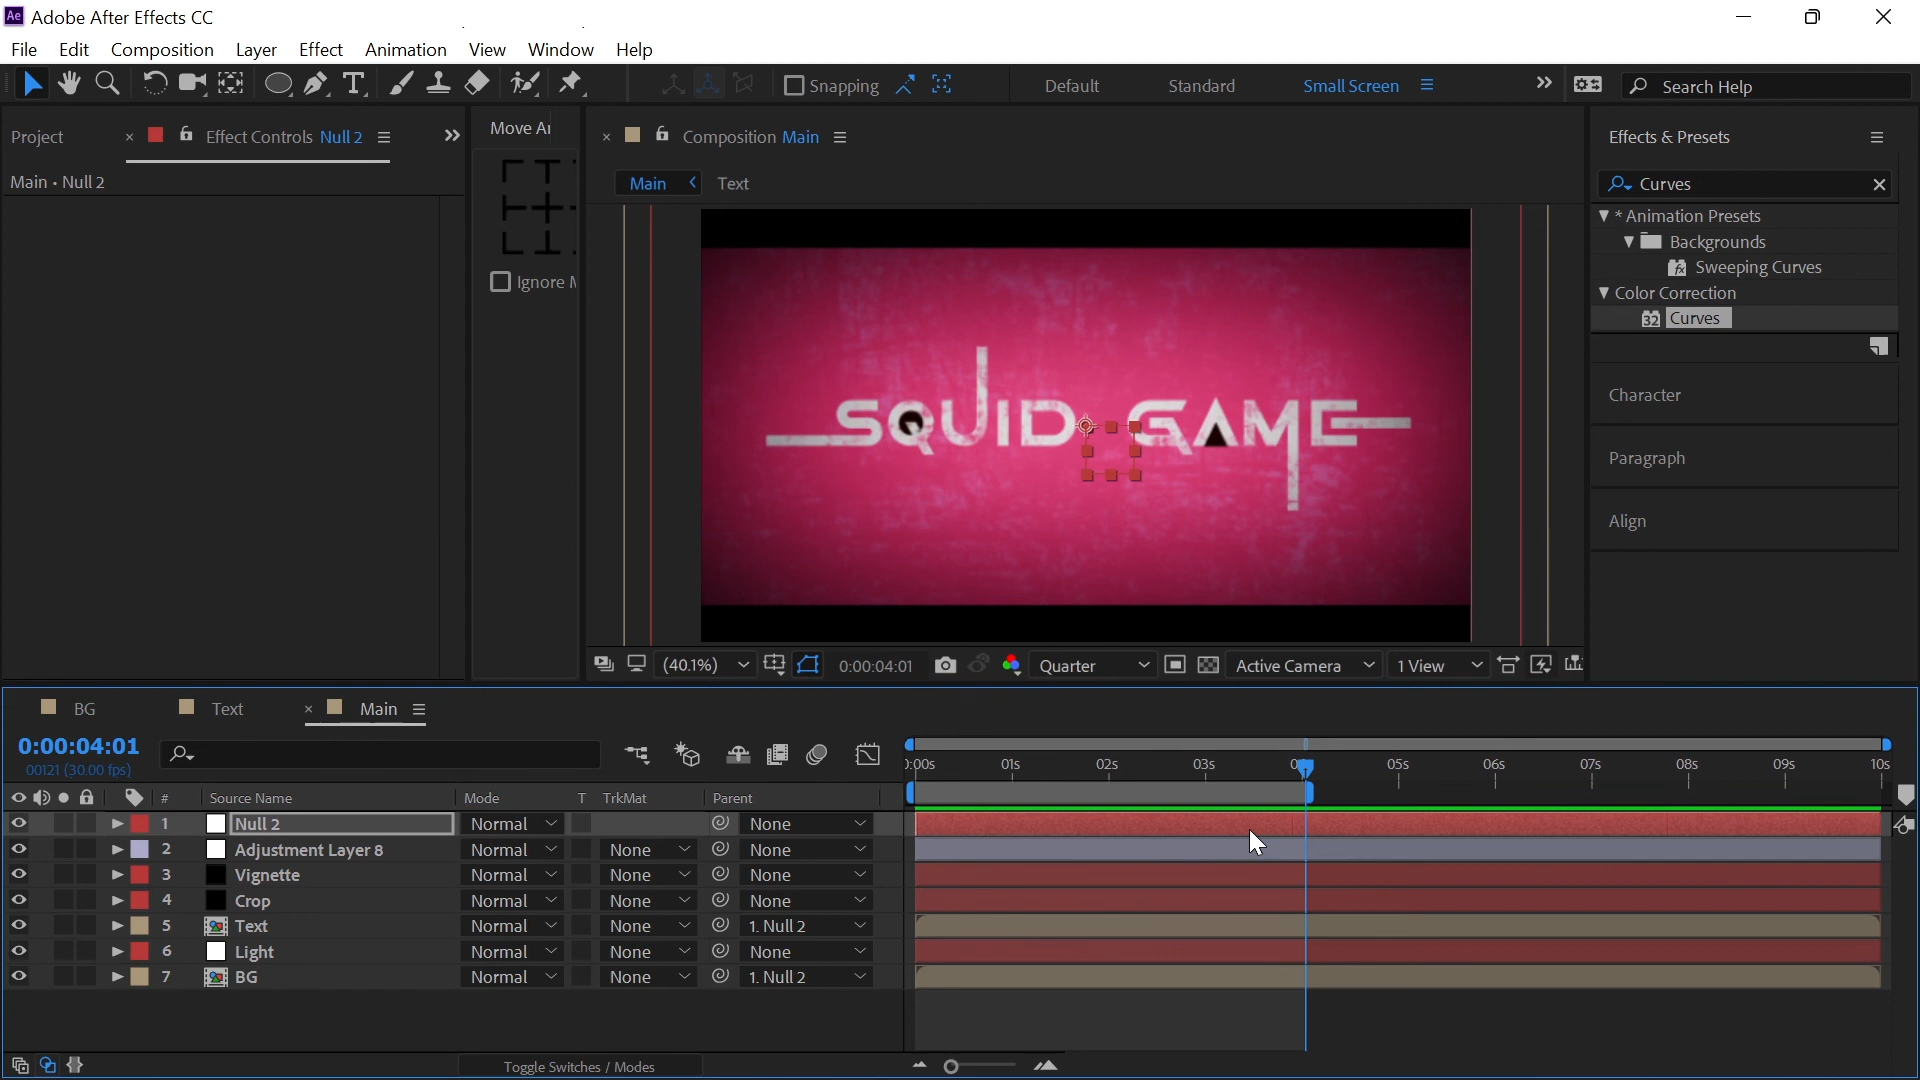 Ae Adobe After Effects CC
File Edit Composition Layer Effect Animation View Window Help
Snapping Default Standard Small Screen Search Help
Project Effect Controls Null 2
Main • Null 2
Move Ar
Ignore M
Composition Main
Main Text
SQUID GAME
(40.1%) 0:00:04:01 Quarter Active Camera 1 View
Effects & Presets
Curves
* Animation Presets
Backgrounds
Sweeping Curves
Color Correction
32 Curves
Character
Paragraph
Align
BG Text Main
0:00:04:01
00121 (30.00 fps)
0:00s 01s 02s 03s 05s 06s 07s 08s 09s 10s
# Source Name Mode T TrkMat Parent
1 Null 2 Normal None
2 Adjustment Layer 8 Normal None None
3 Vignette Normal None None
4 Crop Normal None None
5 Text Normal None 1. Null 2
6 Light Normal None None
7 BG Normal None 1. Null 2
Toggle Switches / Modes